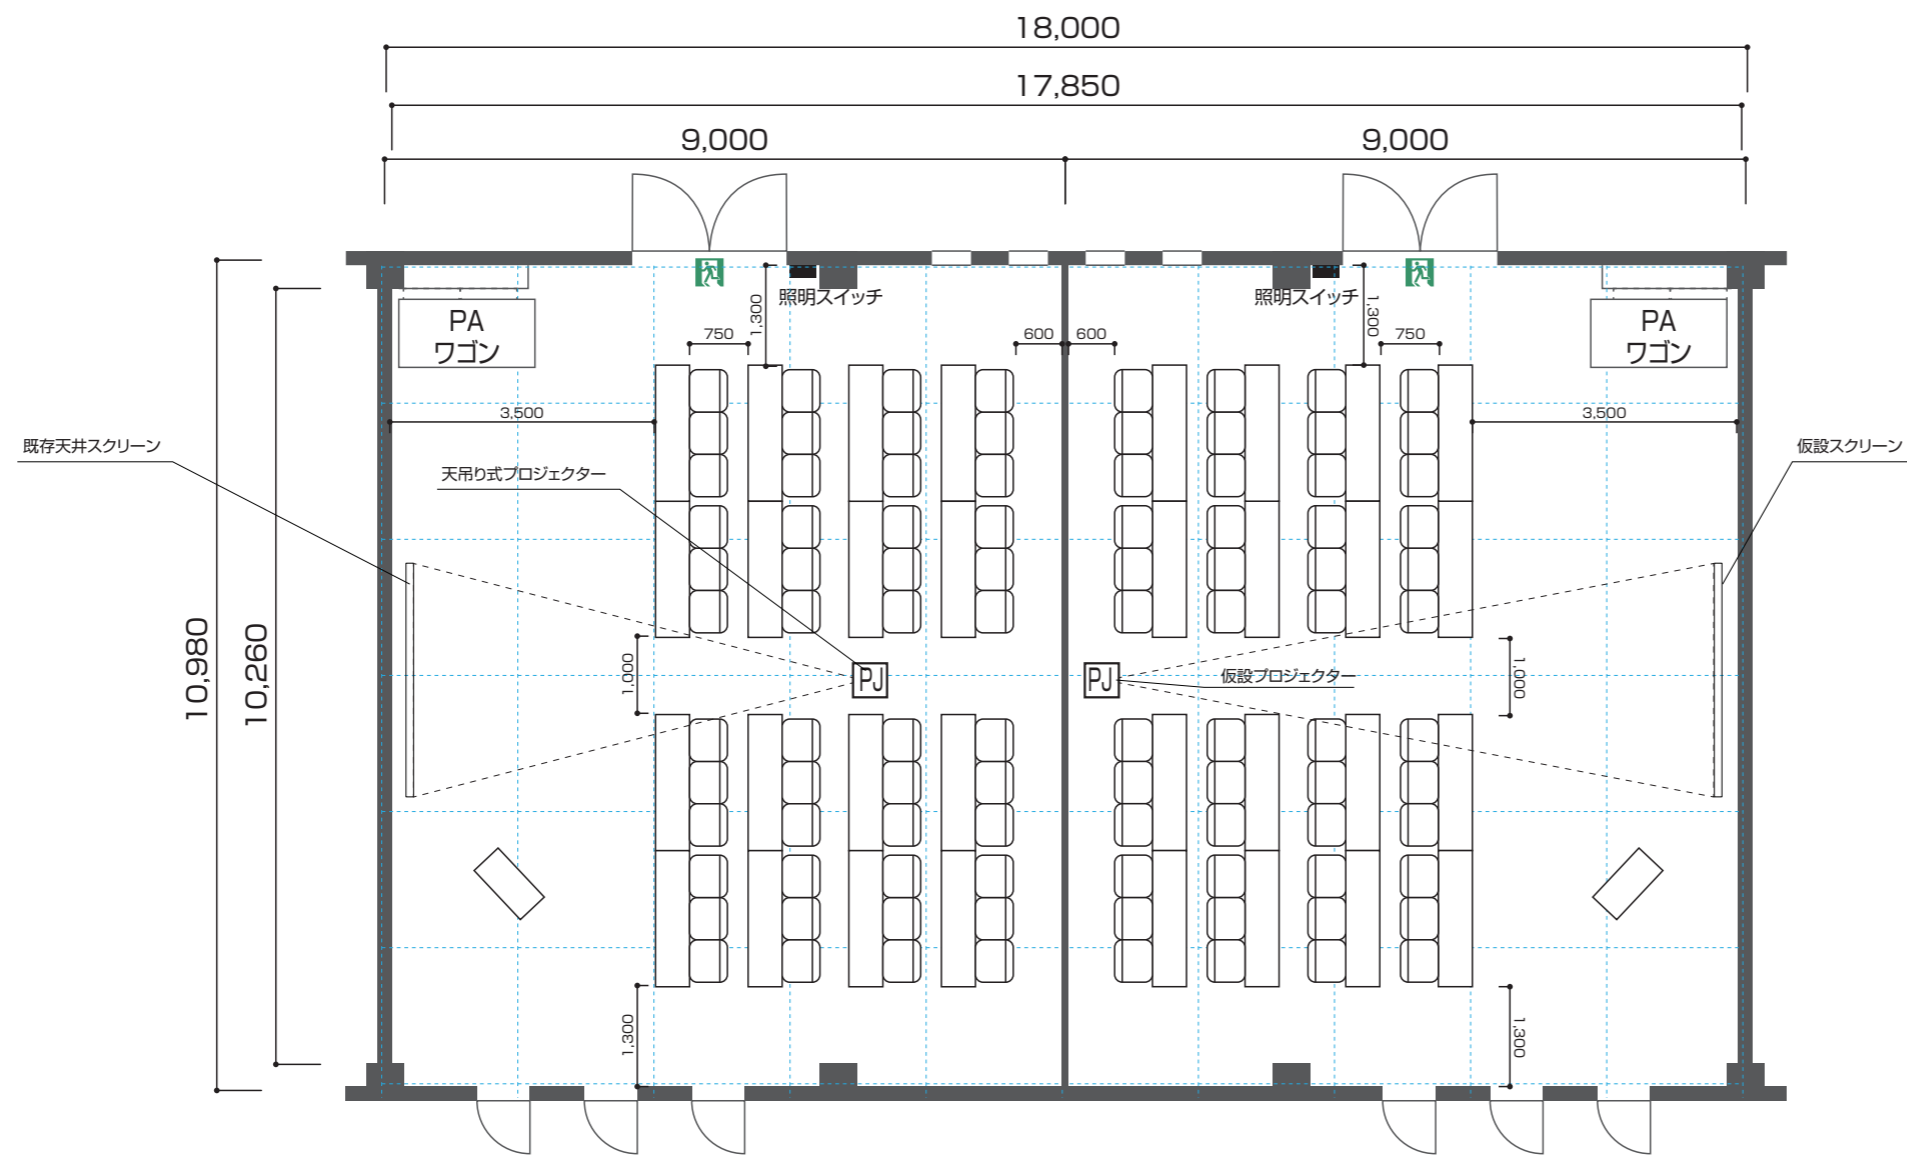 18,000
17,850
9,000
9,000
照明スイッチ
照明スイッチ
PA
ワゴン
PA
ワゴン
750
1,300
600
600
1,300
750
3,500
3,500
既存天井スクリーン
仮設スクリーン
天吊り式プロジェクター
10,980
10,260
1,000
PJ
PJ
仮設プロジェクター
1,000
1,300
1,300